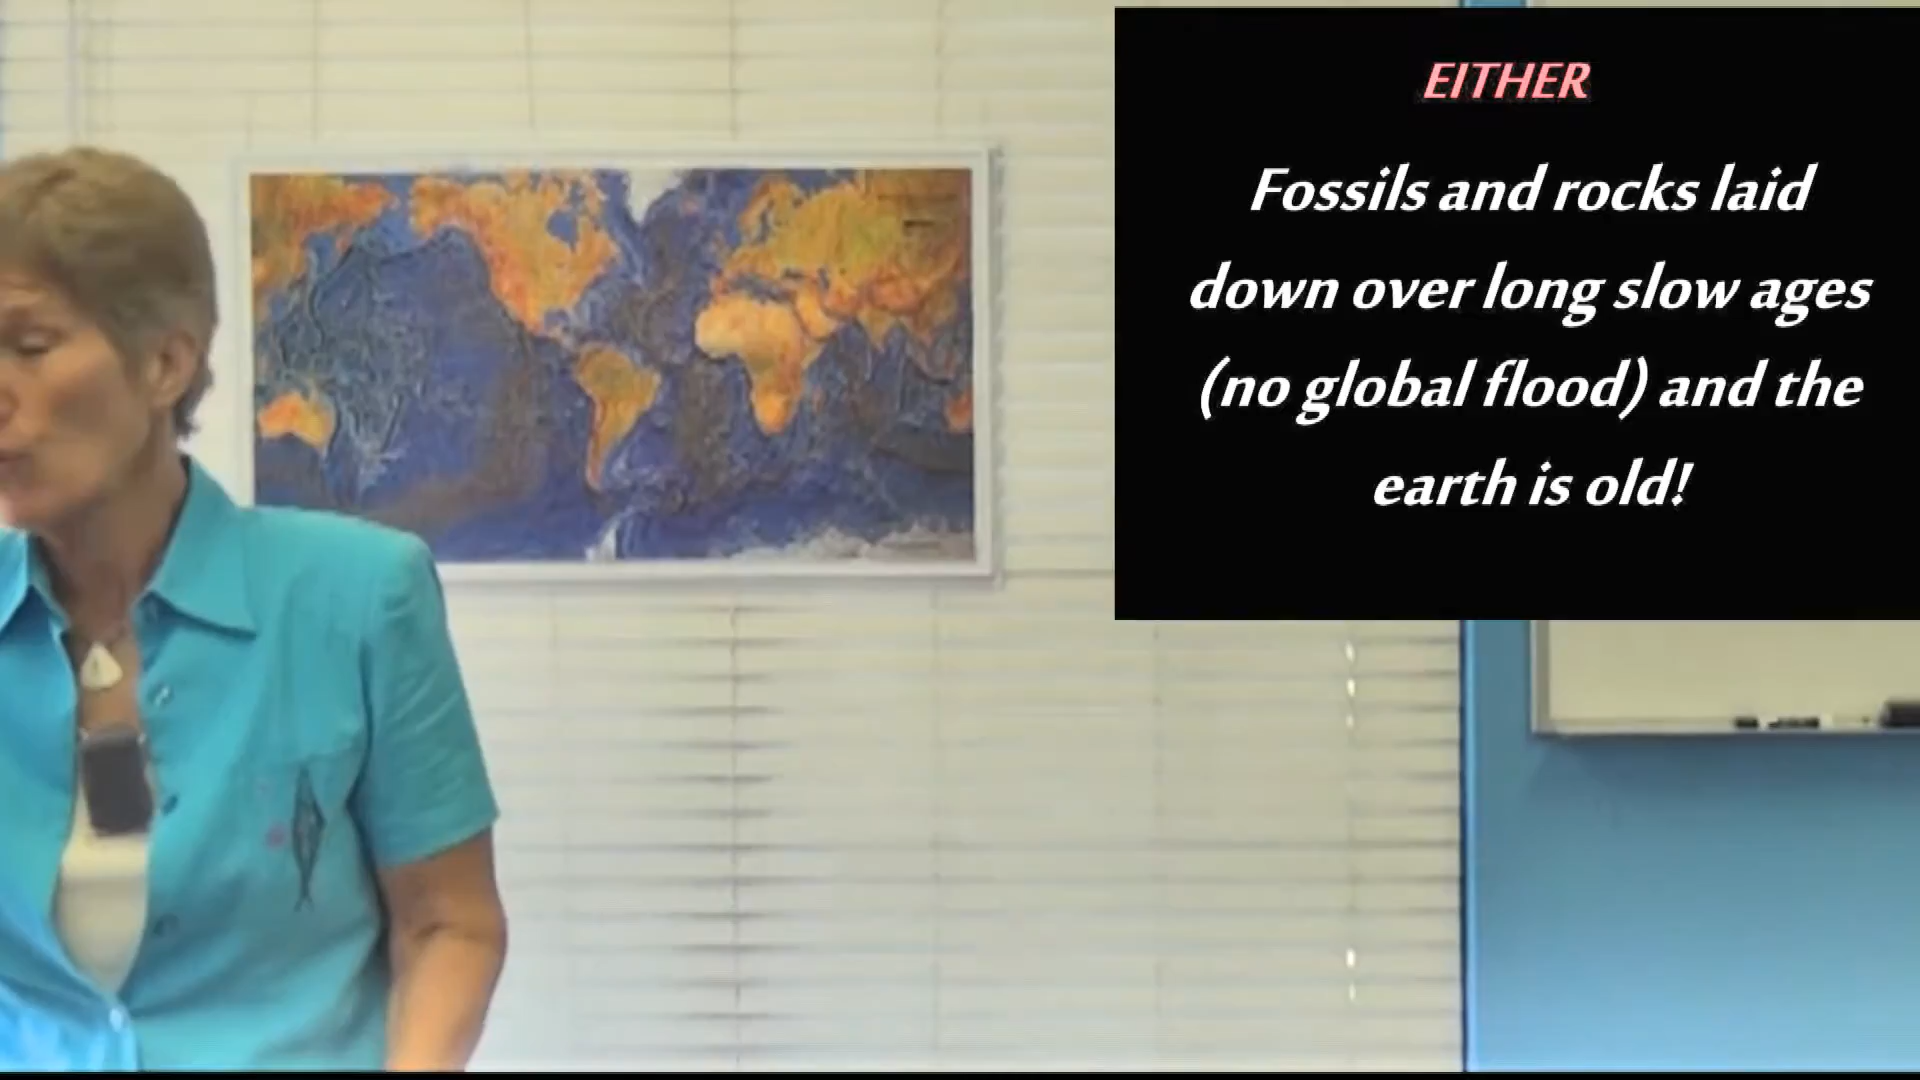 EITHER
Fossils and rocks laid
down over long slow ages
(no global flood) and the
earth is old!